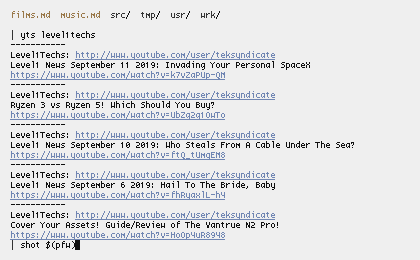 films.md music.md src/ tmp/ usr/ wrk/
| yts level1techs
-----------
Level1Techs: http://www.youtube.com/user/teksyndicate
Level1 News September 11 2019: Invading Your Personal SpaceX
https://www.youtube.com/watch?v=k7vZaPUp-QM
-----------
Level1Techs: http://www.youtube.com/user/teksyndicate
Ryzen 3 vs Ryzen 5! Which Should You Buy?
https://www.youtube.com/watch?v=UbZq2qiOwTo
-----------
Level1Techs: http://www.youtube.com/user/teksyndicate
Level1 News September 10 2019: Who Steals From A Cable Under The Sea?
https://www.youtube.com/watch?v=ftQ_tUmqEM8
-----------
Level1Techs: http://www.youtube.com/user/teksyndicate
Level1 News September 6 2019: Hail To The Bride, Baby
https://www.youtube.com/watch?v=fhRyaxlL-h4
-----------
Level1Techs: http://www.youtube.com/user/teksyndicate
Cover Your Assets! Guide/Review of The Vantrue N2 Pro!
https://www.youtube.com/watch?v=HoOp4uR8948
| shot $(pfw)